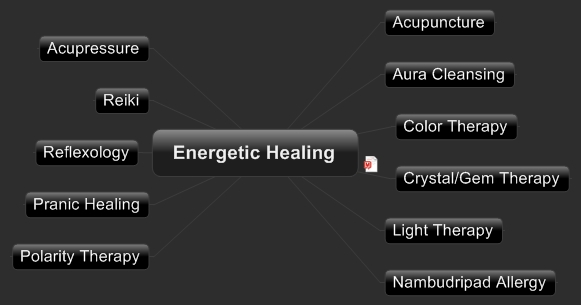 Acupressure
Reiki
Reflexology
Pranic Healing
Polarity Therapy
Energetic Healing
Acupuncture
Aura Cleansing
Color Therapy
Crystal/Gem Therapy
Light Therapy
Nambudripad Allergy